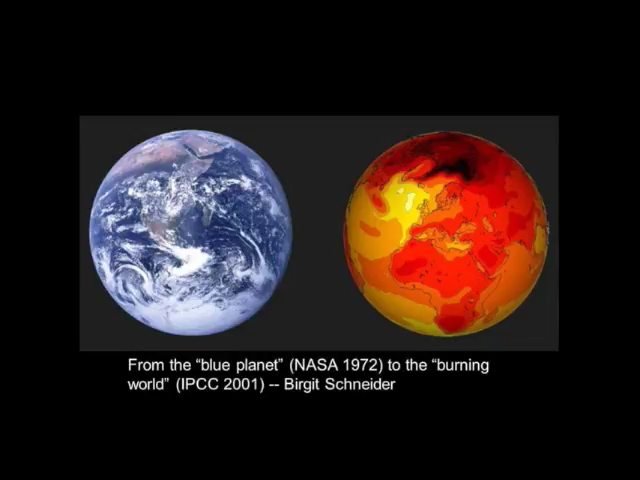 From the “blue planet” (NASA 1972) to the “burning
world” (IPCC 2001) -- Birgit Schneider